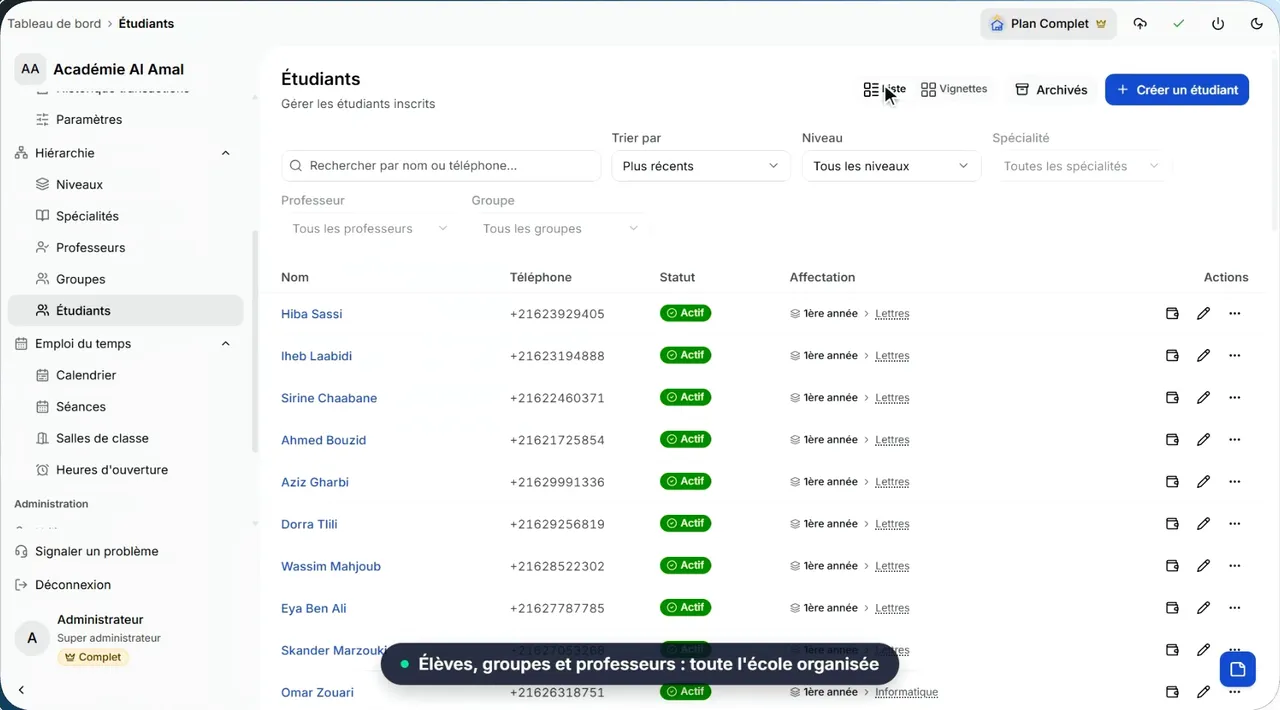 Tableau de bord › Étudiants
Plan Complet
AA Académie Al Amal
Historique transactions
Paramètres
Hiérarchie
Niveaux
Spécialités
Professeurs
Groupes
Étudiants
Emploi du temps
Calendrier
Séances
Salles de classe
Heures d'ouverture
Administration
Signaler un problème
Déconnexion
A
Administrateur
Super administrateur
Complet
Étudiants
Gérer les étudiants inscrits
Liste
Vignettes
Archivés
+ Créer un étudiant
Rechercher par nom ou téléphone...
Trier par
Plus récents
Niveau
Tous les niveaux
Spécialité
Toutes les spécialités
Professeur
Tous les professeurs
Groupe
Tous les groupes
Nom Téléphone Statut Affectation Actions
Hiba Sassi +21623929405 Actif 1ère année › Lettres
Iheb Laabidi +21623194888 Actif 1ère année › Lettres
Sirine Chaabane +21622460371 Actif 1ère année › Lettres
Ahmed Bouzid +21621725854 Actif 1ère année › Lettres
Aziz Gharbi +21629991336 Actif 1ère année › Lettres
Dorra Tlili +21629256819 Actif 1ère année › Lettres
Wassim Mahjoub +21628522302 Actif 1ère année › Lettres
Eya Ben Ali +21627787785 Actif 1ère année › Lettres
Skander Marzouki
Élèves, groupes et professeurs : toute l'école organisée
Omar Zouari +21626318751 Actif 1ère année › Informatique